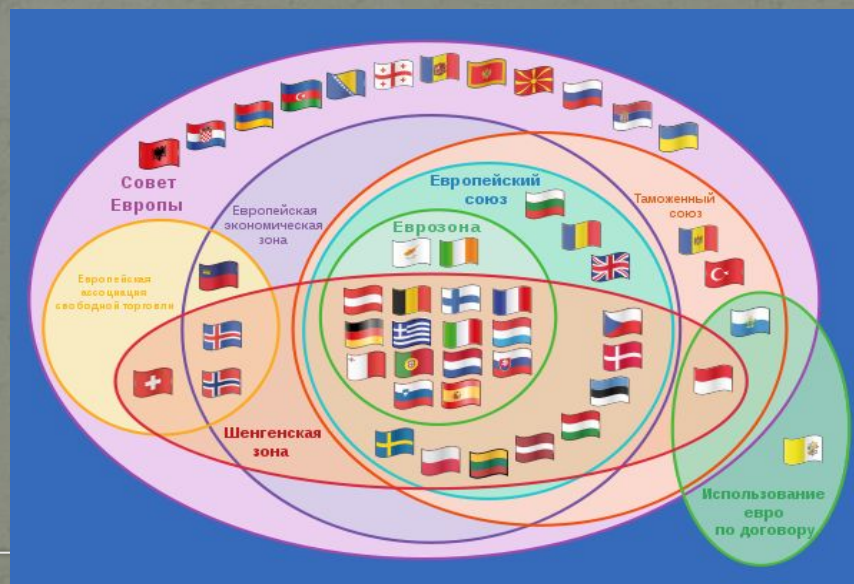 Совет
Европы
Европейская
экономическая
зона
Европейский
союз
Еврозона
Таможенный
союз
Европейская
ассоциация
свободной торговли
Шенгенская
зона
Использование
евро
по договору